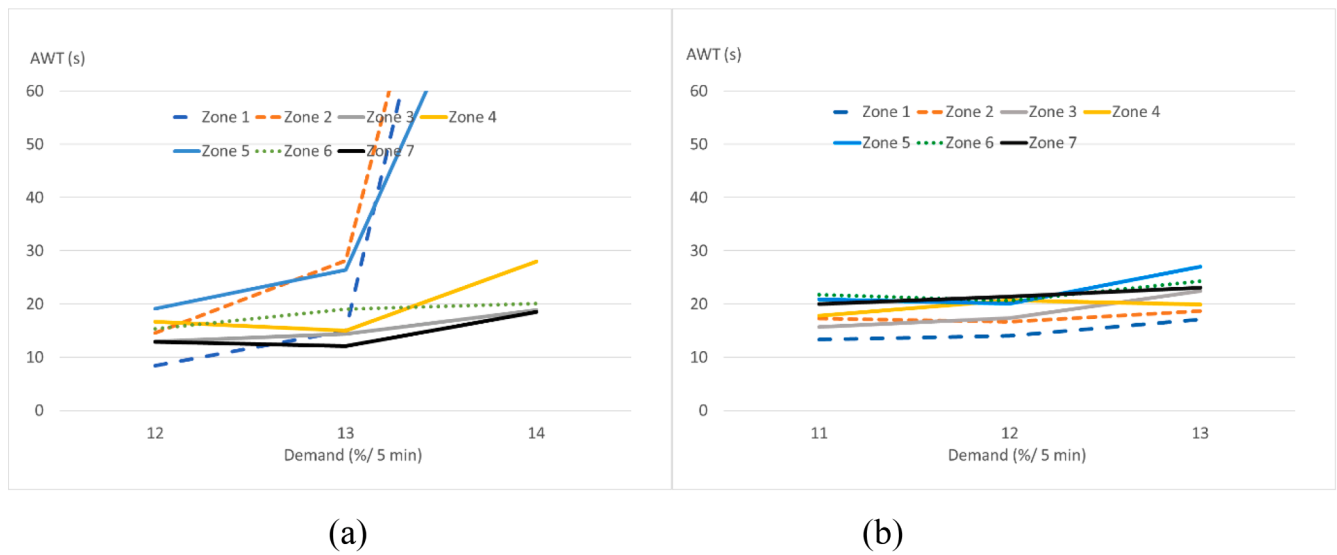 AWT (s)
60
50
40
30
20
10
0
Zone 1 Zone 2 Zone 3 Zone 4
Zone 5 Zone 6 Zone 7
12 13 14
Demand (%/ 5 min)
(a)
AWT (s)
60
50
40
30
20
10
0
Zone 1 Zone 2 Zone 3 Zone 4
Zone 5 Zone 6 Zone 7
11 12 13
Demand (%/ 5 min)
(b)